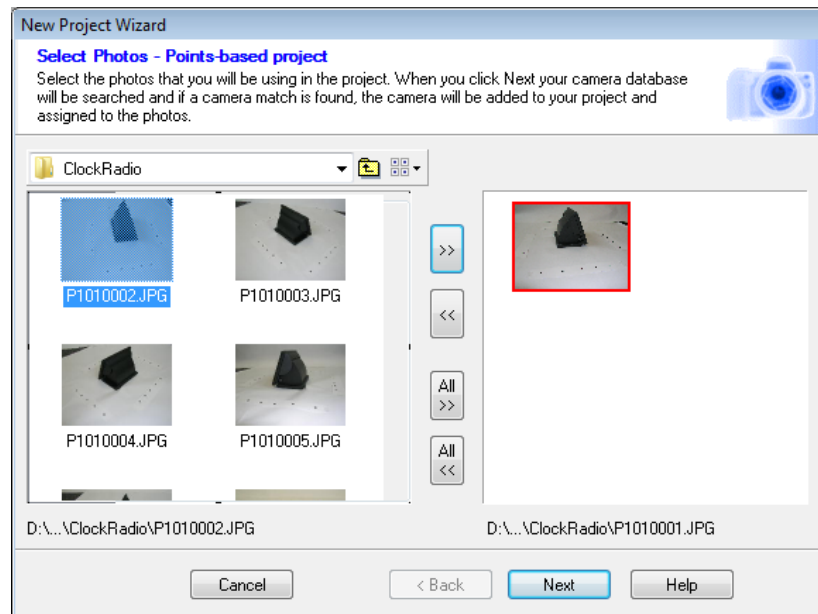 New Project Wizard
Select Photos - Points-based project
Select the photos that you will be using in the project. When you click Next your camera database
will be searched and if a camera match is found, the camera will be added to your project and
assigned to the photos.
ClockRadio
P1010002.JPG P1010003.JPG
>>
<<
P1010004.JPG P1010005.JPG
All
>>
All
<<
D:\...\ClockRadio\P1010002.JPG D:\...\ClockRadio\P1010001.JPG
Cancel < Back Next Help